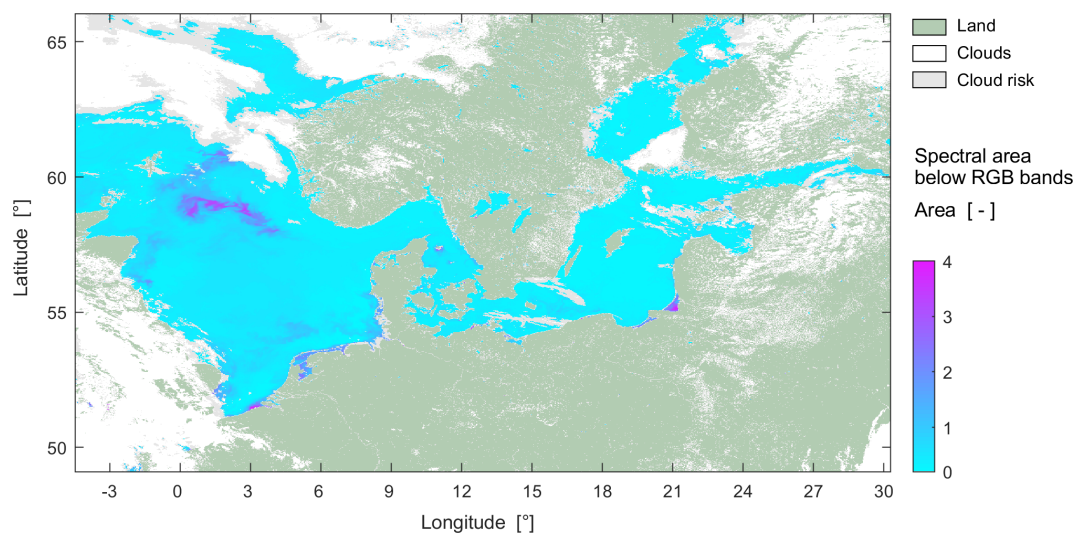 Land
Clouds
Cloud risk
Spectral area
below RGB bands
Area [ - ]
4
3
2
1
0
65
60
55
50
Latitude [°]
-3 0 3 6 9 12 15 18 21 24 27 30
Longitude [°]